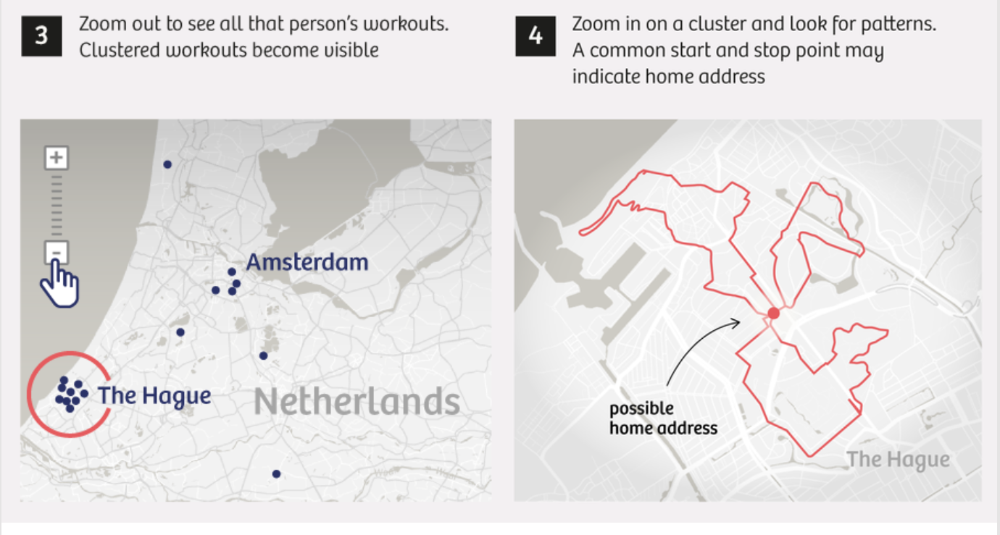 3
Zoom out to see all that person's workouts.
Clustered workouts become visible
+
-
Amsterdam
The Hague
Netherlands
4
Zoom in on a cluster and look for patterns.
A common start and stop point may
indicate home address
possible
home address
The Hague